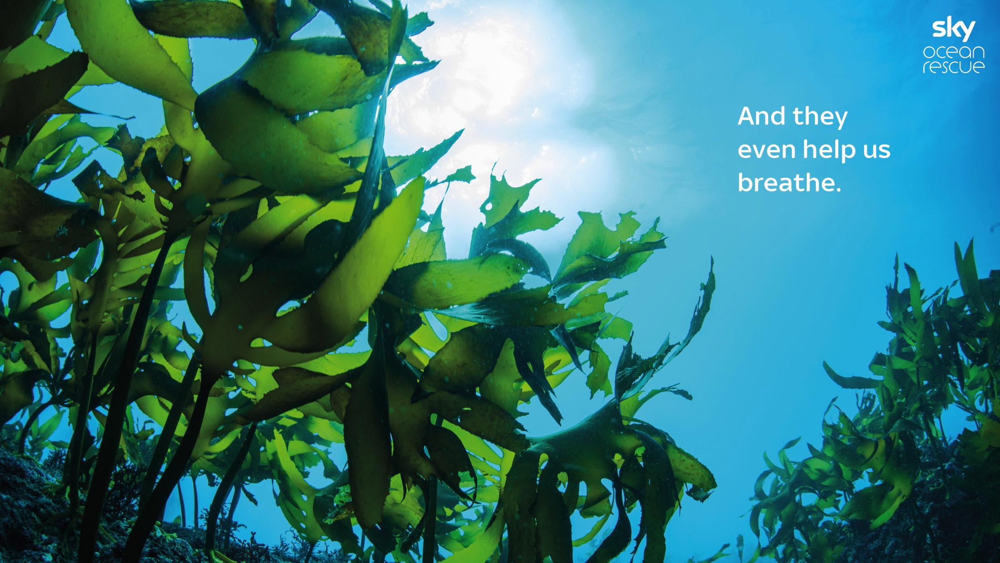 sky
ocean
rescue
And they
even help us
breathe.